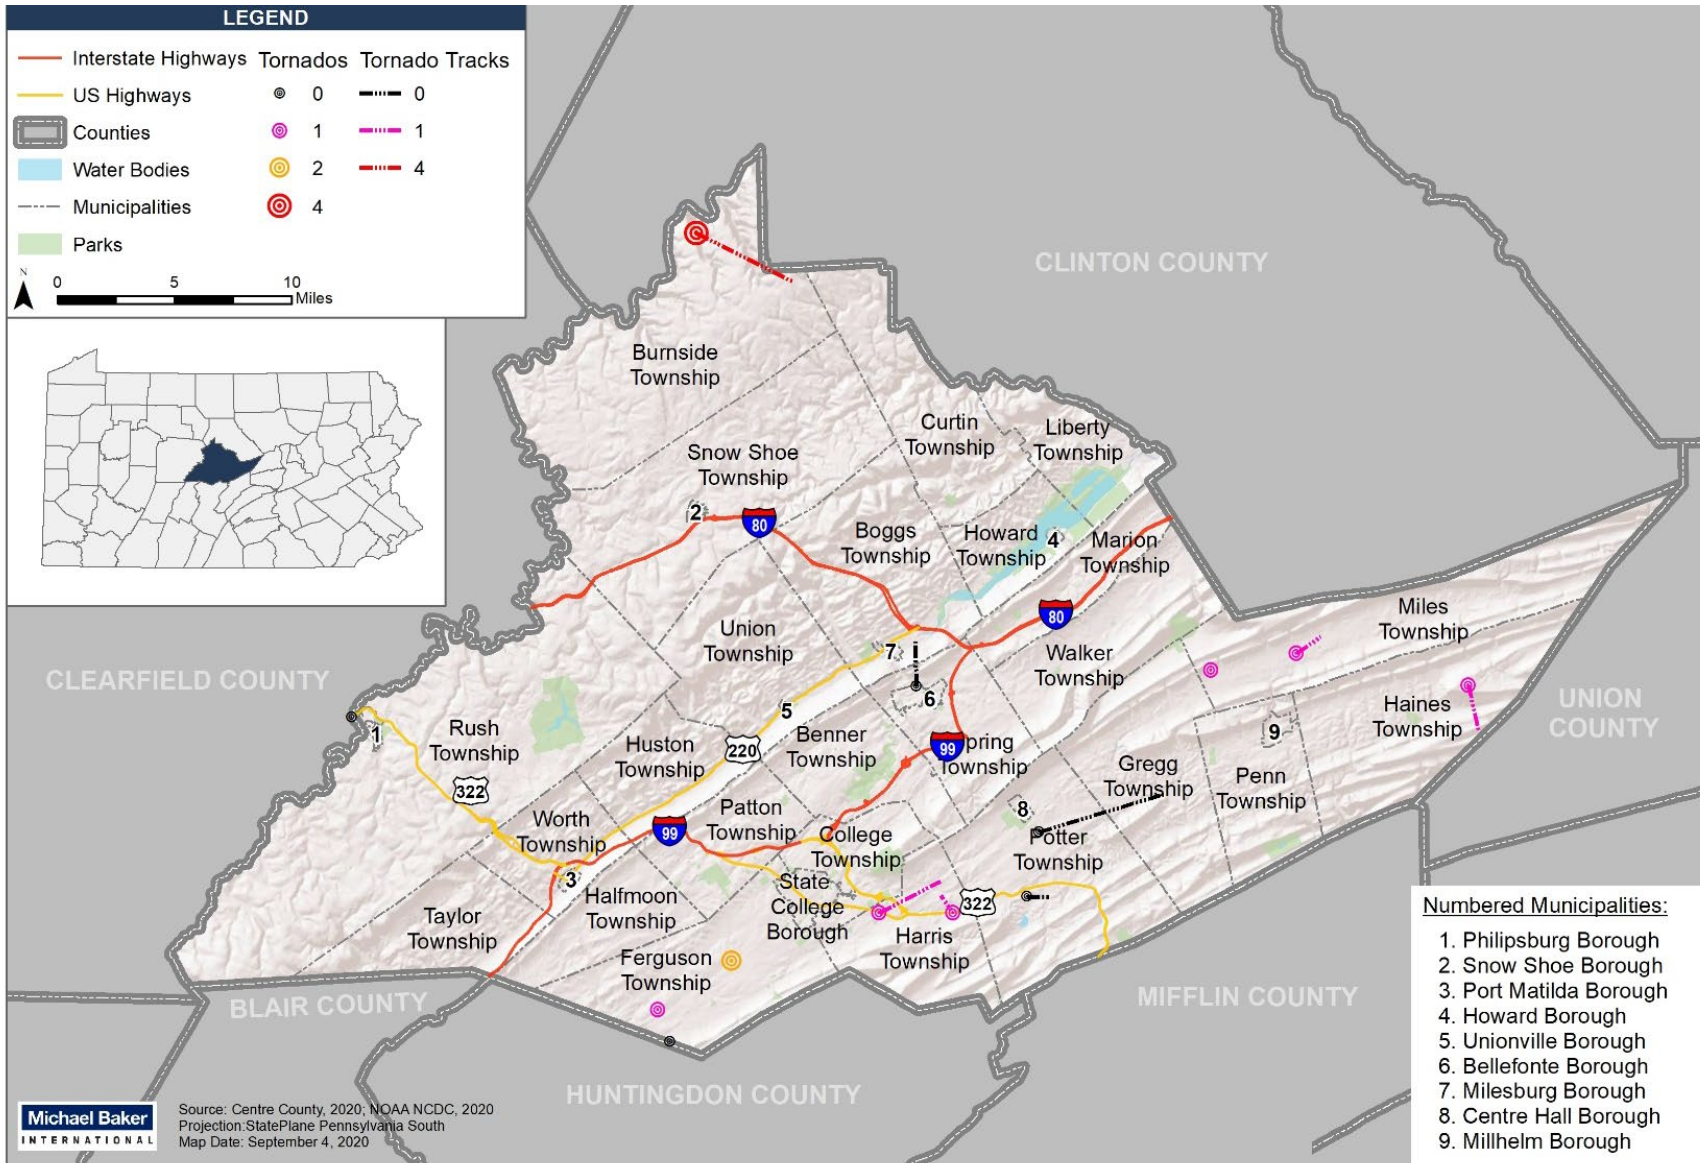 LEGEND
Interstate Highways
US Highways
Counties
Water Bodies
Municipalities
Parks
Tornados
0
1
2
4
Tornado Tracks
0
1
4
N
0 5 10
Miles
CLINTON COUNTY
Burnside
Township
Curtin
Township
Liberty
Township
Snow Shoe
Township
2
80
Boggs
Township
Howard
Township
4
Marion
Township
80
Miles
Township
Union
Township
7
Walker
Township
CLEARFIELD COUNTY
6
Haines
Township
UNION
COUNTY
5
1
Rush
Township
Huston
Township
220
Benner
Township
99
pring
Township
9
Gregg
Township
Penn
Township
322
Worth
Township
99
Patton
Township
College
Township
8
Potter
Township
3
Halfmoon
Township
State
College
Borough
322
Taylor
Township
Harris
Township
Ferguson
Township
BLAIR COUNTY
MIFFLIN COUNTY
HUNTINGDON COUNTY
Numbered Municipalities:
1. Philipsburg Borough
2. Snow Shoe Borough
3. Port Matilda Borough
4. Howard Borough
5. Unionville Borough
6. Bellefonte Borough
7. Milesburg Borough
8. Centre Hall Borough
9. Millhelm Borough
Michael Baker
INTERNATIONAL
Source: Centre County, 2020; NOAA NCDC, 2020
Projection:StatePlane Pennsylvania South
Map Date: September 4, 2020